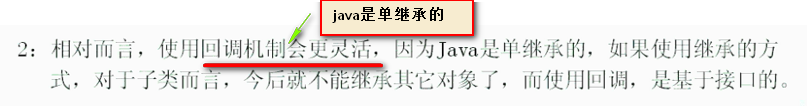 java是单继承的
2：相对而言，使用回调机制会更灵活，因为Java是单继承的，如果使用继承的方
式，对于子类而言，今后就不能继承其它对象了，而使用回调，是基于接口的。